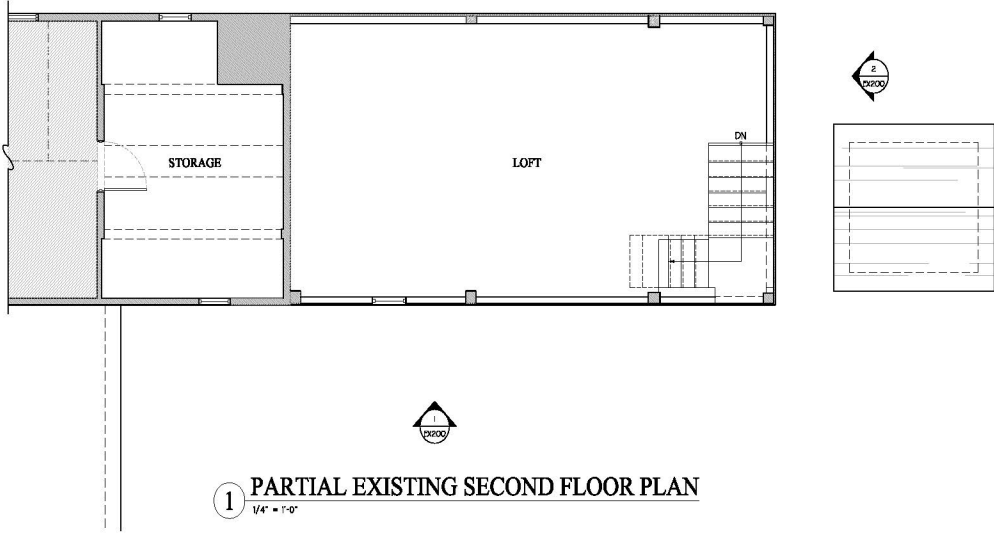 2
EX200
DN
STORAGE
LOFT
1
EX200
1 PARTIAL EXISTING SECOND FLOOR PLAN
1/4" = 1'-0"